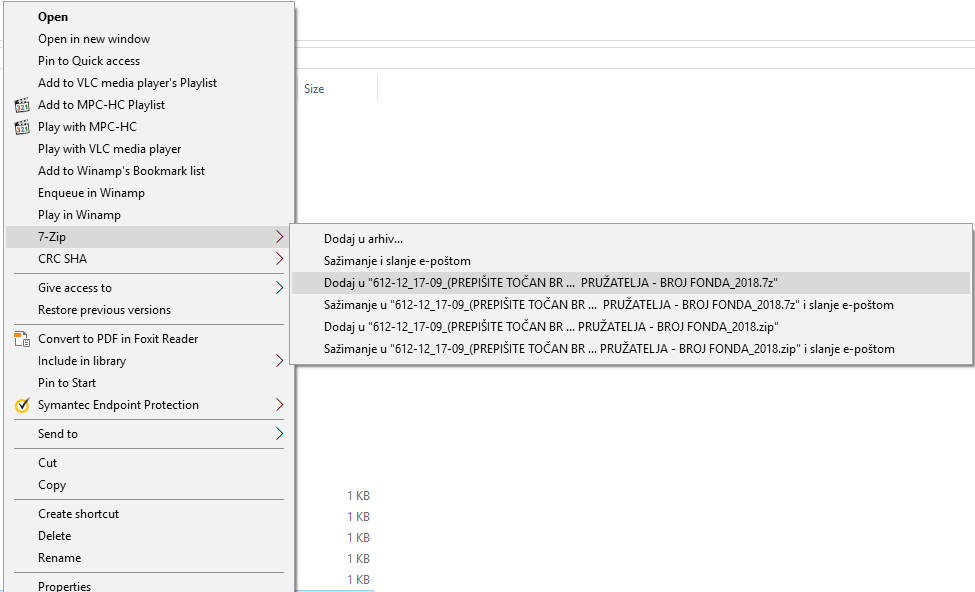 Open
Open in new window
Pin to Quick access
Add to VLC media player's Playlist
Add to MPC-HC Playlist
Play with MPC-HC
Play with VLC media player
Add to Winamp's Bookmark list
Enqueue in Winamp
Play in Winamp
7-Zip
CRC SHA
Give access to
Restore previous versions
Convert to PDF in Foxit Reader
Include in library
Pin to Start
Symantec Endpoint Protection
Send to
Cut
Copy
Create shortcut
Delete
Rename
Properties
Size
Dodaj u arhiv...
Sažimanje i slanje e-poštom
Dodaj u "612-12_17-09_(PREPIŠITE TOČAN BR ...  PRUŽATELJA - BROJ FONDA_2018.7z"
Sažimanje u "612-12_17-09_(PREPIŠITE TOČAN BR ...  PRUŽATELJA - BROJ FONDA_2018.7z" i slanje e-poštom
Dodaj u "612-12_17-09_(PREPIŠITE TOČAN BR ... PRUŽATELJA - BROJ FONDA_2018.zip"
Sažimanje u "612-12_17-09_(PREPIŠITE TOČAN BR ... PRUŽATELJA - BROJ FONDA_2018.zip" i slanje e-poštom
1 KB
1 KB
1 KB
1 KB
1 KB